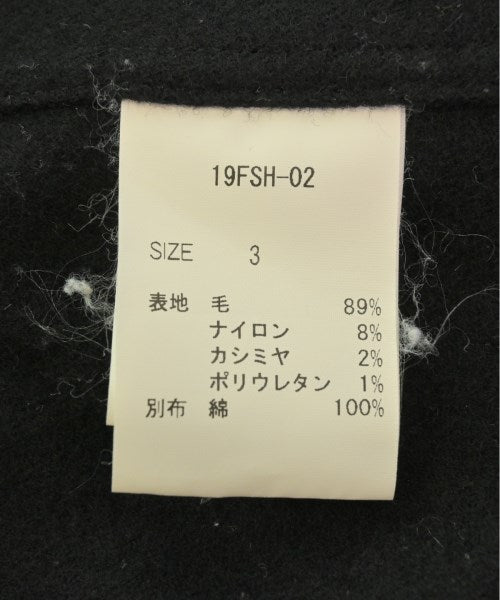 19FSH-02
SIZE 3
表地 毛 89%
ナイロン 8%
カシミヤ 2%
ポリウレタン 1%
別布 綿 100%